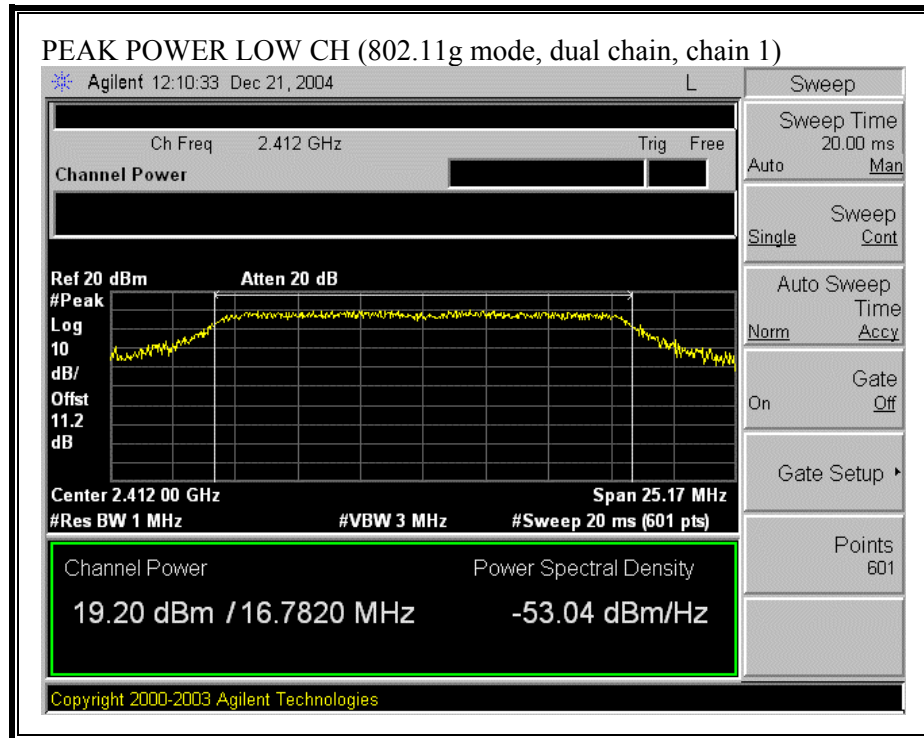 PEAK POWER LOW CH (802.11g mode, dual chain, chain 1)
Agilent 12:10:33 Dec 21, 2004 L
Ch Freq 2.412 GHz Trig Free
Channel Power
Ref 20 dBm Atten 20 dB
#Peak
Log
10
dB/
Offst
11.2
dB
Center 2.412 00 GHz Span 25.17 MHz
#Res BW 1 MHz #VBW 3 MHz #Sweep 20 ms (601 pts)
Channel Power Power Spectral Density
19.20 dBm / 16.7820 MHz -53.04 dBm/Hz
Copyright 2000-2003 Agilent Technologies
Sweep
Sweep Time
20.00 ms
Auto Man
Sweep
Single Cont
Auto Sweep
Time
Norm Accy
Gate
On Off
Gate Setup
Points
601